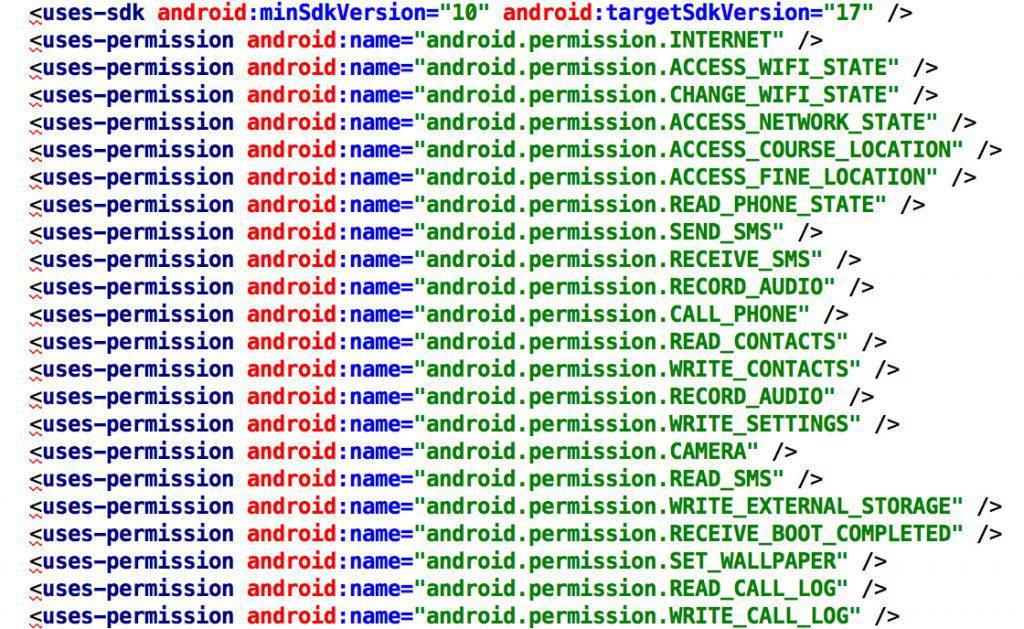 <uses-sdk android:minSdkVersion="10" android:targetSdkVersion="17" />
<uses-permission android:name="android.permission.INTERNET" />
<uses-permission android:name="android.permission.ACCESS_WIFI_STATE" />
<uses-permission android:name="android.permission.CHANGE_WIFI_STATE" />
<uses-permission android:name="android.permission.ACCESS_NETWORK_STATE" />
<uses-permission android:name="android.permission.ACCESS_COURSE_LOCATION" />
<uses-permission android:name="android.permission.ACCESS_FINE_LOCATION" />
<uses-permission android:name="android.permission.READ_PHONE_STATE" />
<uses-permission android:name="android.permission.SEND_SMS" />
<uses-permission android:name="android.permission.RECEIVE_SMS" />
<uses-permission android:name="android.permission.RECORD_AUDIO" />
<uses-permission android:name="android.permission.CALL_PHONE" />
<uses-permission android:name="android.permission.READ_CONTACTS" />
<uses-permission android:name="android.permission.WRITE_CONTACTS" />
<uses-permission android:name="android.permission.RECORD_AUDIO" />
<uses-permission android:name="android.permission.WRITE_SETTINGS" />
<uses-permission android:name="android.permission.CAMERA" />
<uses-permission android:name="android.permission.READ_SMS" />
<uses-permission android:name="android.permission.WRITE_EXTERNAL_STORAGE" />
<uses-permission android:name="android.permission.RECEIVE_BOOT_COMPLETED" />
<uses-permission android:name="android.permission.SET_WALLPAPER" />
<uses-permission android:name="android.permission.READ_CALL_LOG" />
<uses-permission android:name="android.permission.WRITE_CALL_LOG" />